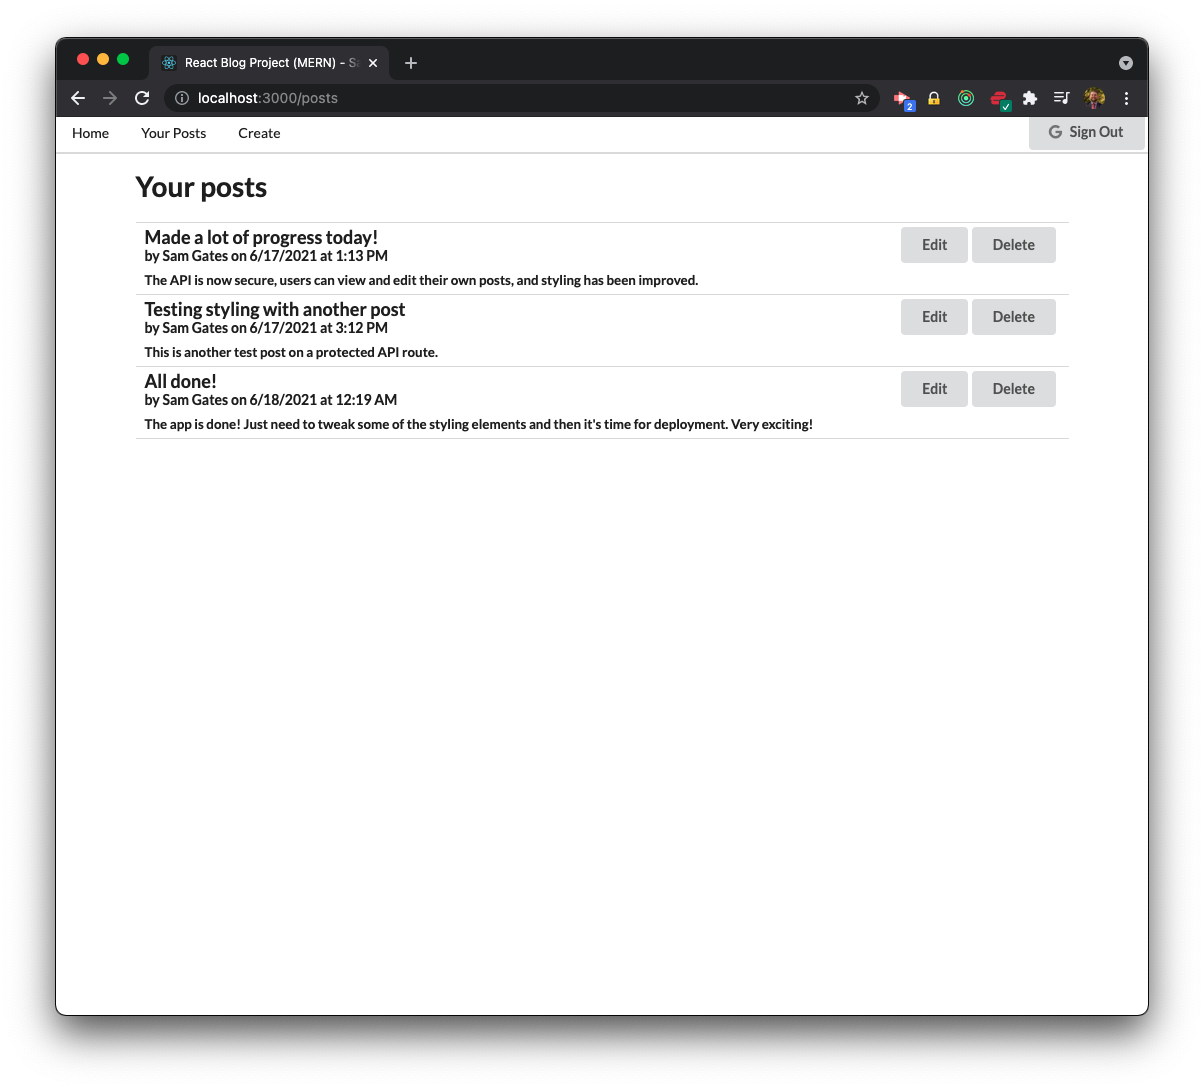 React Blog Project (MERN) - Sa
localhost:3000/posts
2
Home Your Posts Create Sign Out
Your posts
Made a lot of progress today!
by Sam Gates on 6/17/2021 at 1:13 PM
Edit Delete
The API is now secure, users can view and edit their own posts, and styling has been improved.
Testing styling with another post
by Sam Gates on 6/17/2021 at 3:12 PM
Edit Delete
This is another test post on a protected API route.
All done!
by Sam Gates on 6/18/2021 at 12:19 AM
Edit Delete
The app is done! Just need to tweak some of the styling elements and then it's time for deployment. Very exciting!